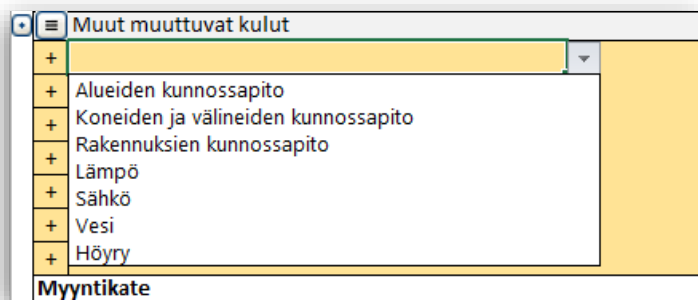 Muut muuttuvat kulut
+
+ Alueiden kunnossapito
+ Koneiden ja välineiden kunnossapito
+ Rakennuksien kunnossapito
Lämpö
+ Sähkö
+ Vesi
+ Höyry
Myyntikate